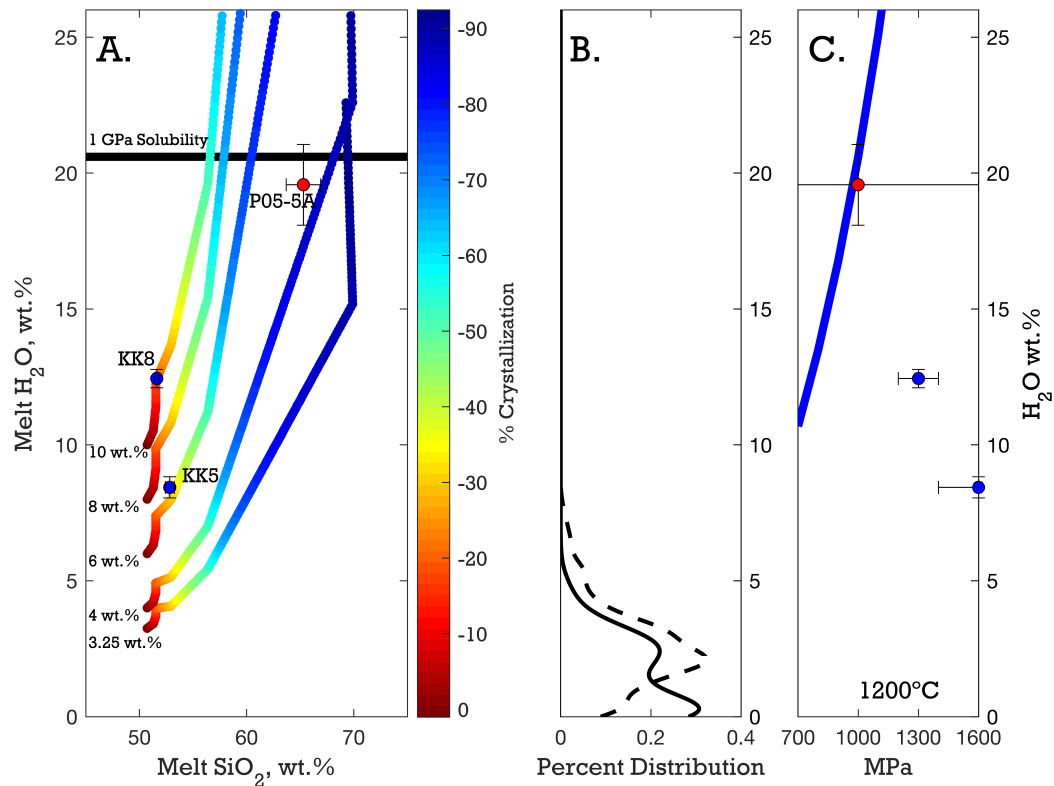 A.
B.
C.
1 GPa Solubility
P05-5A
KK8
KK5
10 wt.%
8 wt.%
6 wt.%
4 wt.%
3.25 wt.%
0
5
10
15
20
25
Melt H₂O, wt.%
50
60
70
Melt SiO₂, wt.%
-90
-80
-70
-60
-50
-40
-30
-20
-10
0
% Crystallization
0
5
10
15
20
25
0
0.2
0.4
Percent Distribution
1200°C
0
5
10
15
20
25
H₂O wt.%
700
1000
1300
1600
MPa